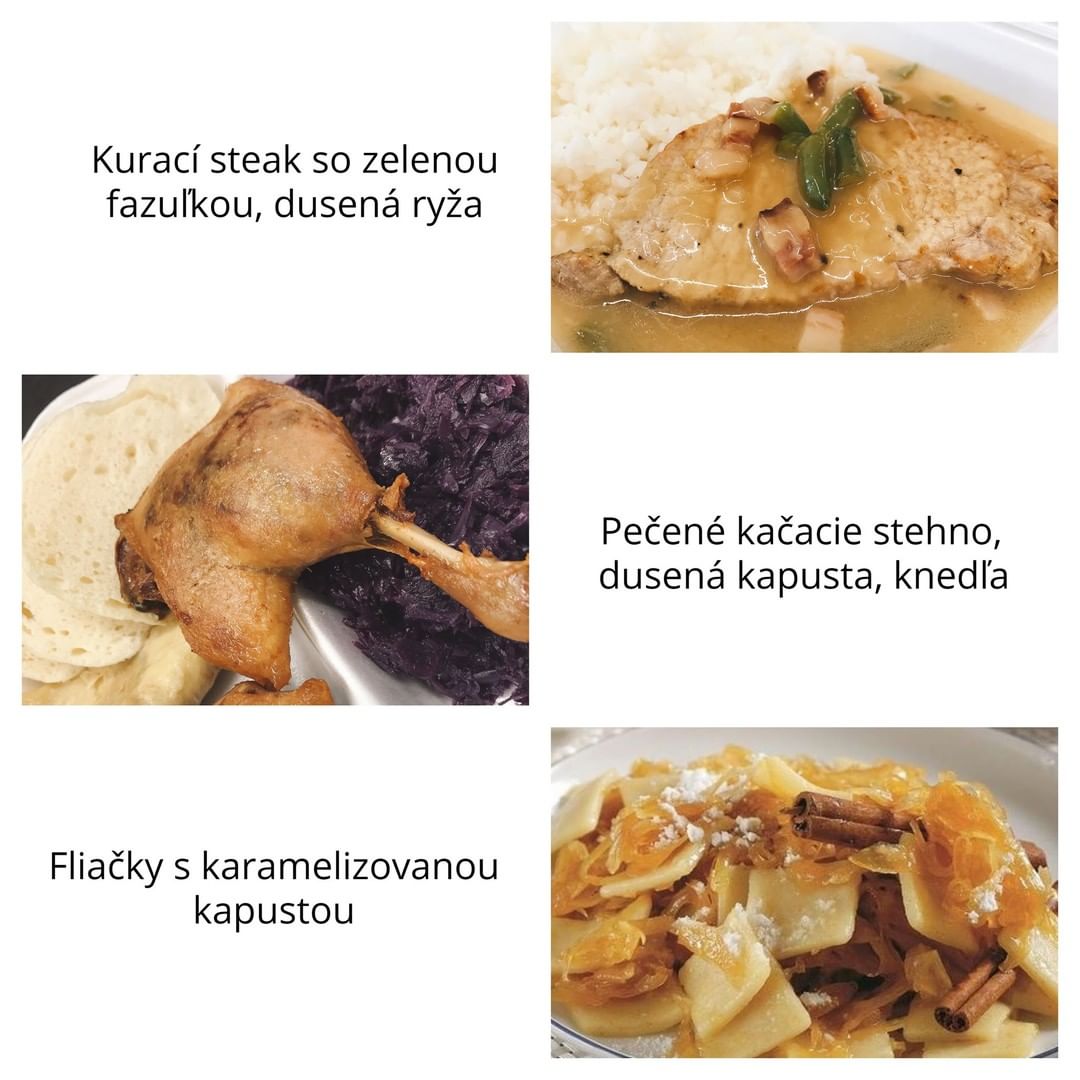 Kurací steak so zelenou
fazuľkou, dusená ryža
Pečené kačacie stehno,
dusená kapusta, knedľa
Fliačky s karamelizovanou
kapustou